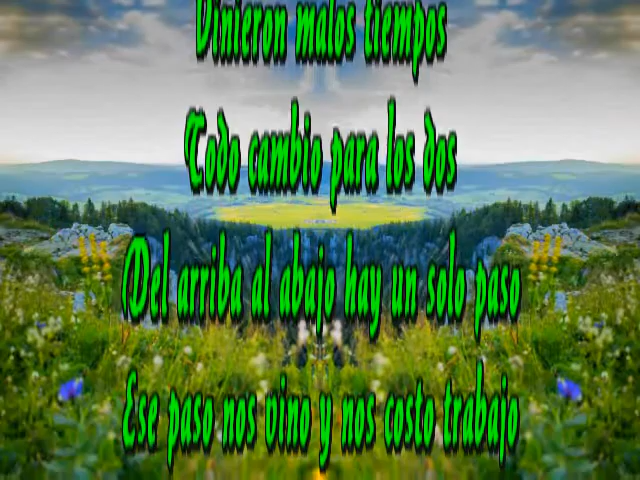 Vinieron malos tiempos
Todo cambio para los dos
Del arriba al abajo hay un solo paso
Ese paso nos vino y nos costo trabajo